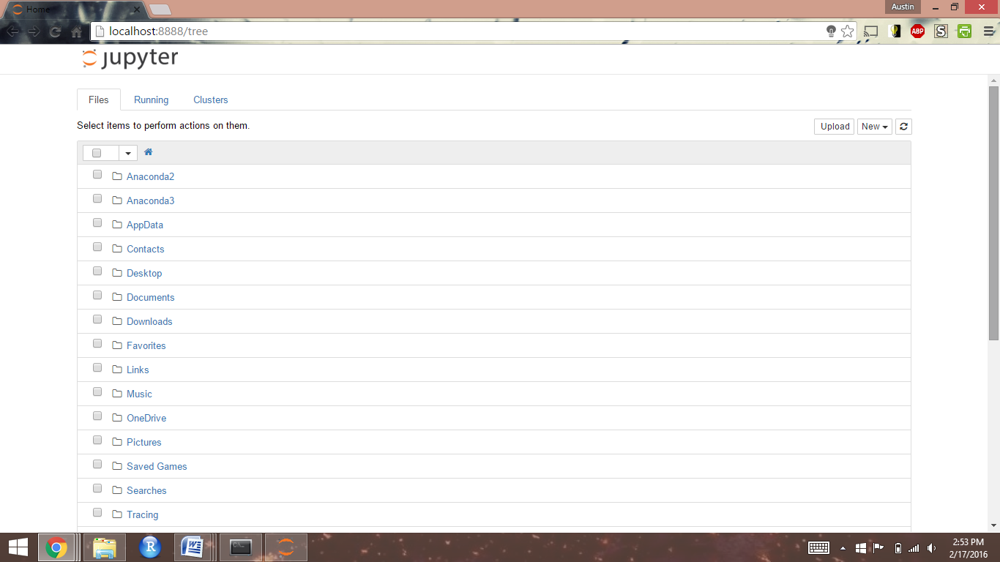 Home
Austin
localhost:8888/tree
ABP
S
jupyter
Files
Running
Clusters
Select items to perform actions on them.
Upload
New
Anaconda2
Anaconda3
AppData
Contacts
Desktop
Documents
Downloads
Favorites
Links
Music
OneDrive
Pictures
Saved Games
Searches
Tracing
R
W
C:\_
2:53 PM
2/17/2016